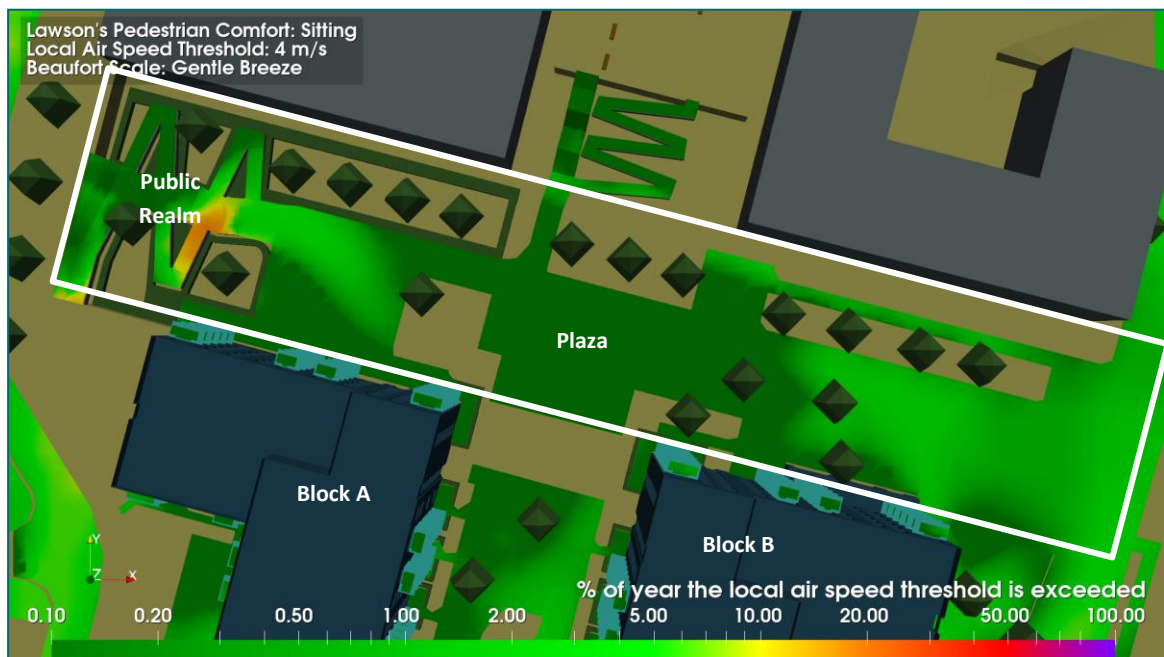 Lawson's Pedestrian Comfort: Sitting
Local Air Speed Threshold: 4 m/s
Beaufort Scale: Gentle Breeze
Public
Realm
Plaza
Block A
Block B
Y
Z X
% of year the local air speed threshold is exceeded
0.10 0.20 0.50 1.00 2.00 5.00 10.00 20.00 50.00 100.00